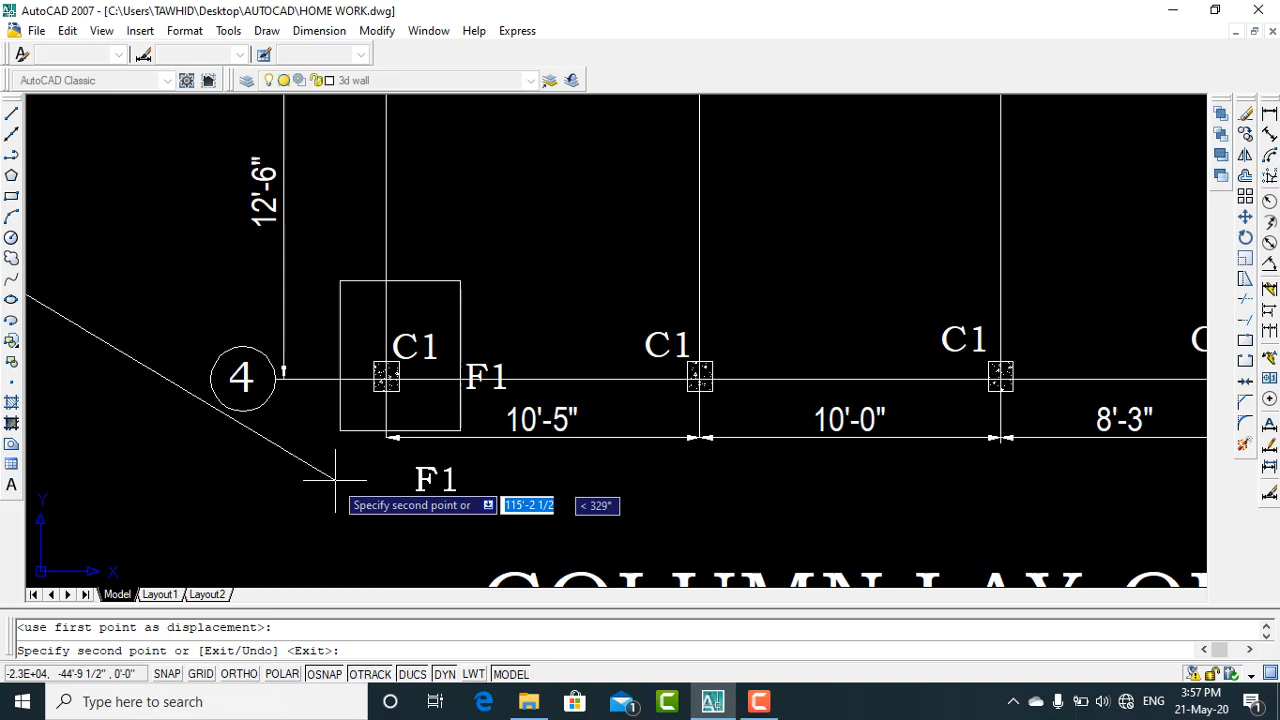 AutoCAD 2007 - [C:\Users\TAWHID\Desktop\AUTOCAD\HOME WORK.dwg]
File Edit View Insert Format Tools Draw Dimension Modify Window Help Express
AutoCAD Classic
3d wall
12'-6"
C1 C1 C1
4 F1
10'-5" 10'-0" 8'-3"
F1
Specify second point or 115'-2 1/2 < 329°
Y
X
COLUMN LAY
Model Layout1 Layout2
<use first point as displacement>:
Specify second point or [Exit/Undo] <Exit>:
-2.3E+04, -44'-9 1/2", 0'-0" SNAP GRID ORTHO POLAR OSNAP OTRACK DUCS DYN LWT MODEL
Type here to search
1
ENG
3:57 PM
21-May-20
1